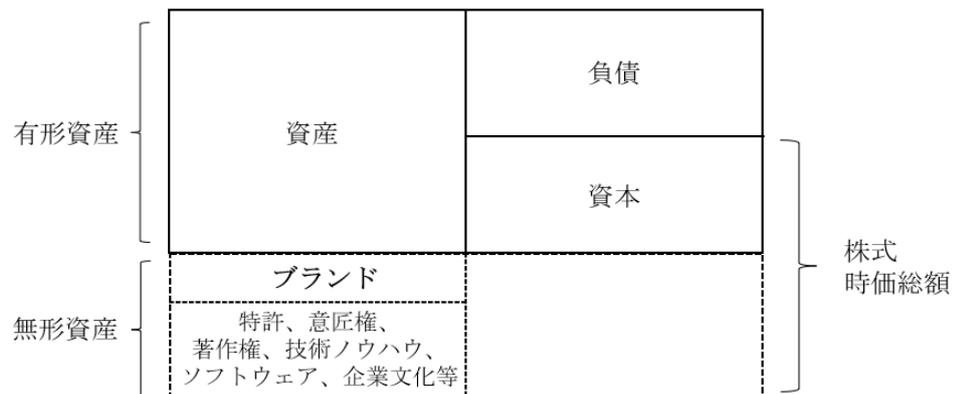 有形資産
資産
負債
資本
株式
時価総額
無形資産
ブランド
特許、意匠権、
著作権、技術ノウハウ、
ソフトウェア、企業文化等